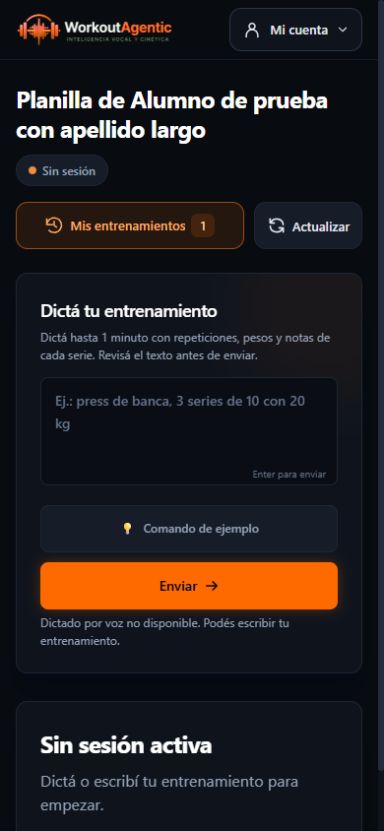 WorkoutAgentic
INTELIGENCIA VOCAL Y CINÉTICA
Mi cuenta
Planilla de Alumno de prueba
con apellido largo
Sin sesión
Mis entrenamientos 1
Actualizar
Dictá tu entrenamiento
Dictá hasta 1 minuto con repeticiones, pesos y notas de
cada serie. Revisá el texto antes de enviar.
Ej.: press de banca, 3 series de 10 con 20
kg
Enter para enviar
Comando de ejemplo
Enviar →
Dictado por voz no disponible. Podés escribir tu
entrenamiento.
Sin sesión activa
Dictá o escribí tu entrenamiento para
empezar.